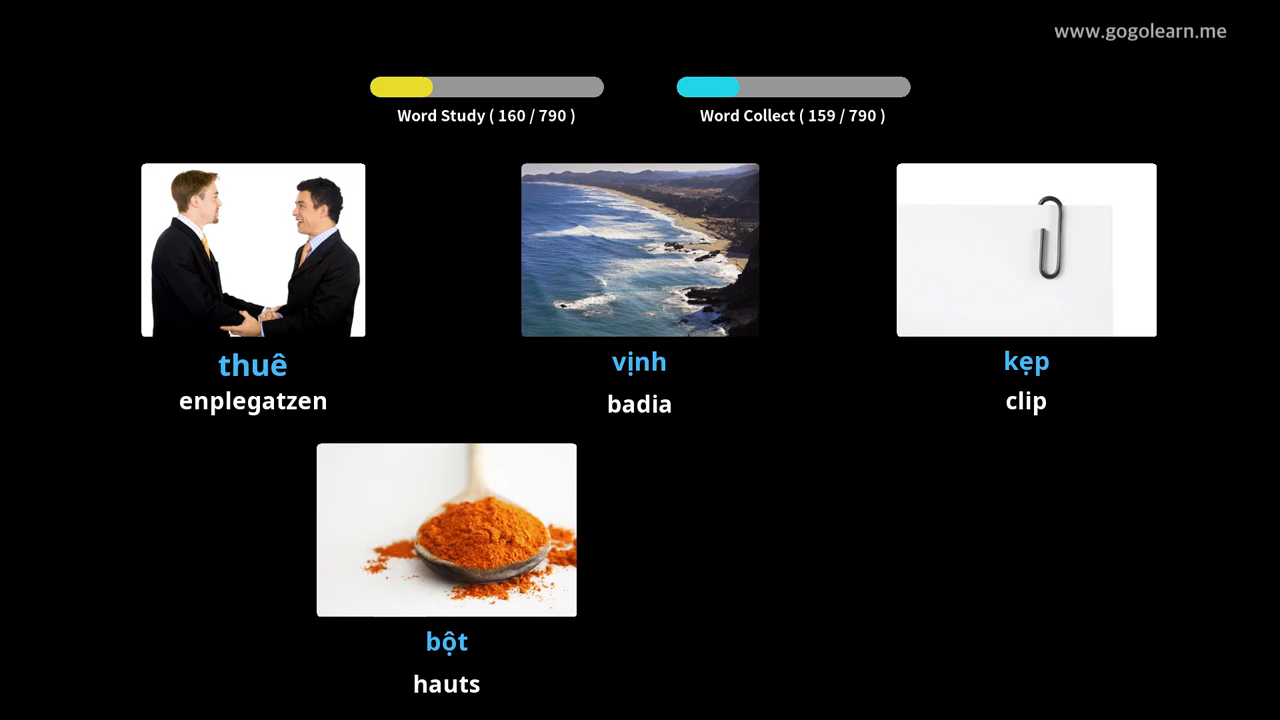 www.gogolearn.me
Word Study ( 160 / 790 )
Word Collect ( 159 / 790 )
thuê
enplegatzen
vịnh
badia
kẹp
clip
bột
hauts